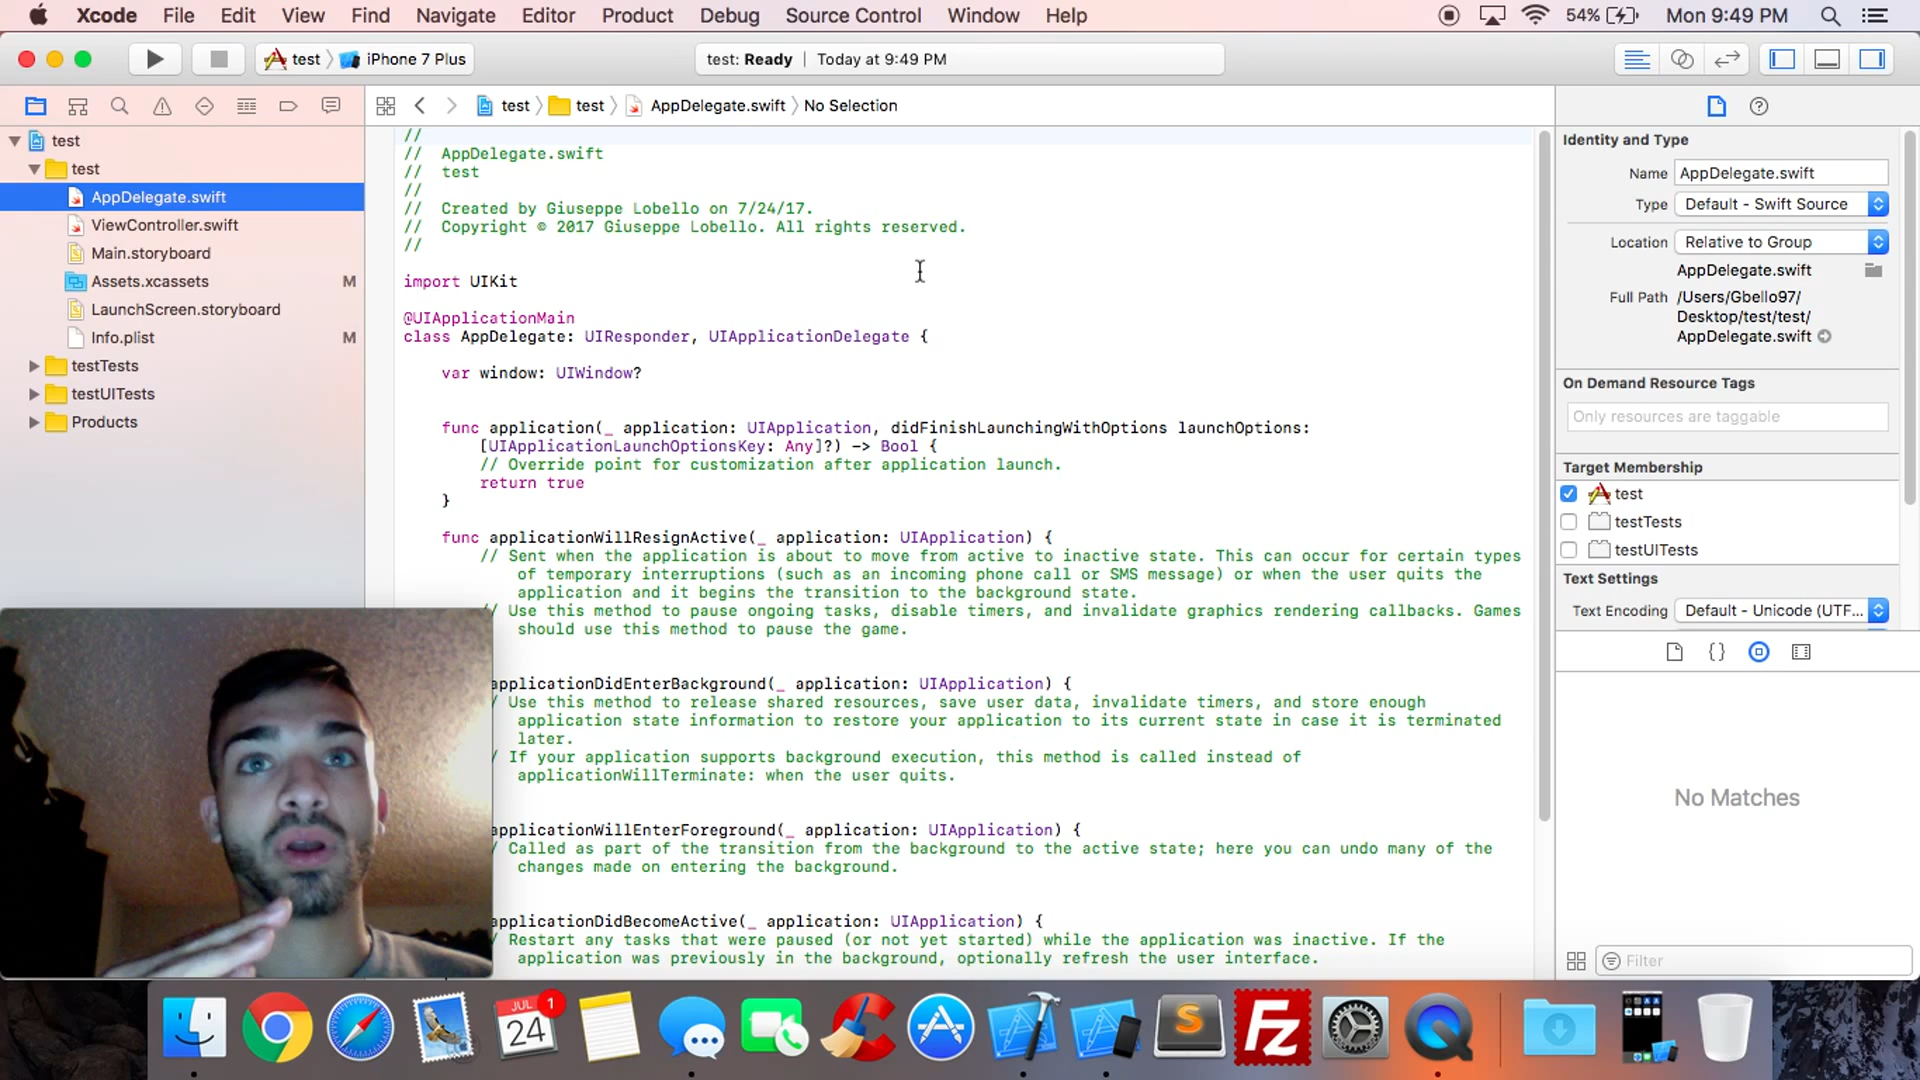 Xcode File Edit View Find Navigate Editor Product Debug Source Control Window Help 54% Mon 9:49 PM
test iPhone 7 Plus test: Ready Today at 9:49 PM
test test AppDelegate.swift No Selection
test
test
AppDelegate.swift
ViewController.swift
Main.storyboard
Assets.xcassets M
LaunchScreen.storyboard
Info.plist M
testTests
testUITests
Products
//
// AppDelegate.swift
// test
//
// Created by Giuseppe Lobello on 7/24/17.
// Copyright © 2017 Giuseppe Lobello. All rights reserved.
//
import UIKit
@UIApplicationMain
class AppDelegate: UIResponder, UIApplicationDelegate {
var window: UIWindow?
func application(_ application: UIApplication, didFinishLaunchingWithOptions launchOptions:
[UIApplicationLaunchOptionsKey: Any]?) -> Bool {
// Override point for customization after application launch.
return true
}
func applicationWillResignActive(_ application: UIApplication) {
// Sent when the application is about to move from active to inactive state. This can occur for certain types
of temporary interruptions (such as an incoming phone call or SMS message) or when the user quits the
application and it begins the transition to the background state.
/ Use this method to pause ongoing tasks, disable timers, and invalidate graphics rendering callbacks. Games
should use this method to pause the game.
applicationDidEnterBackground(_ application: UIApplication) {
/ Use this method to release shared resources, save user data, invalidate timers, and store enough
application state information to restore your application to its current state in case it is terminated
later.
/ If your application supports background execution, this method is called instead of
applicationWillTerminate: when the user quits.
applicationWillEnterForeground(_ application: UIApplication) {
/ Called as part of the transition from the background to the active state; here you can undo many of the
changes made on entering the background.
applicationDidBecomeActive(_ application: UIApplication) {
/ Restart any tasks that were paused (or not yet started) while the application was inactive. If the
application was previously in the background, optionally refresh the user interface.
Identity and Type
Name AppDelegate.swift
Type Default - Swift Source
Location Relative to Group
AppDelegate.swift
Full Path /Users/Gbello97/
Desktop/test/test/
AppDelegate.swift
On Demand Resource Tags
Only resources are taggable
Target Membership
test
testTests
testUITests
Text Settings
Text Encoding Default - Unicode (UTF...
{}
No Matches
Filter
JUL 1
24
S
Fz